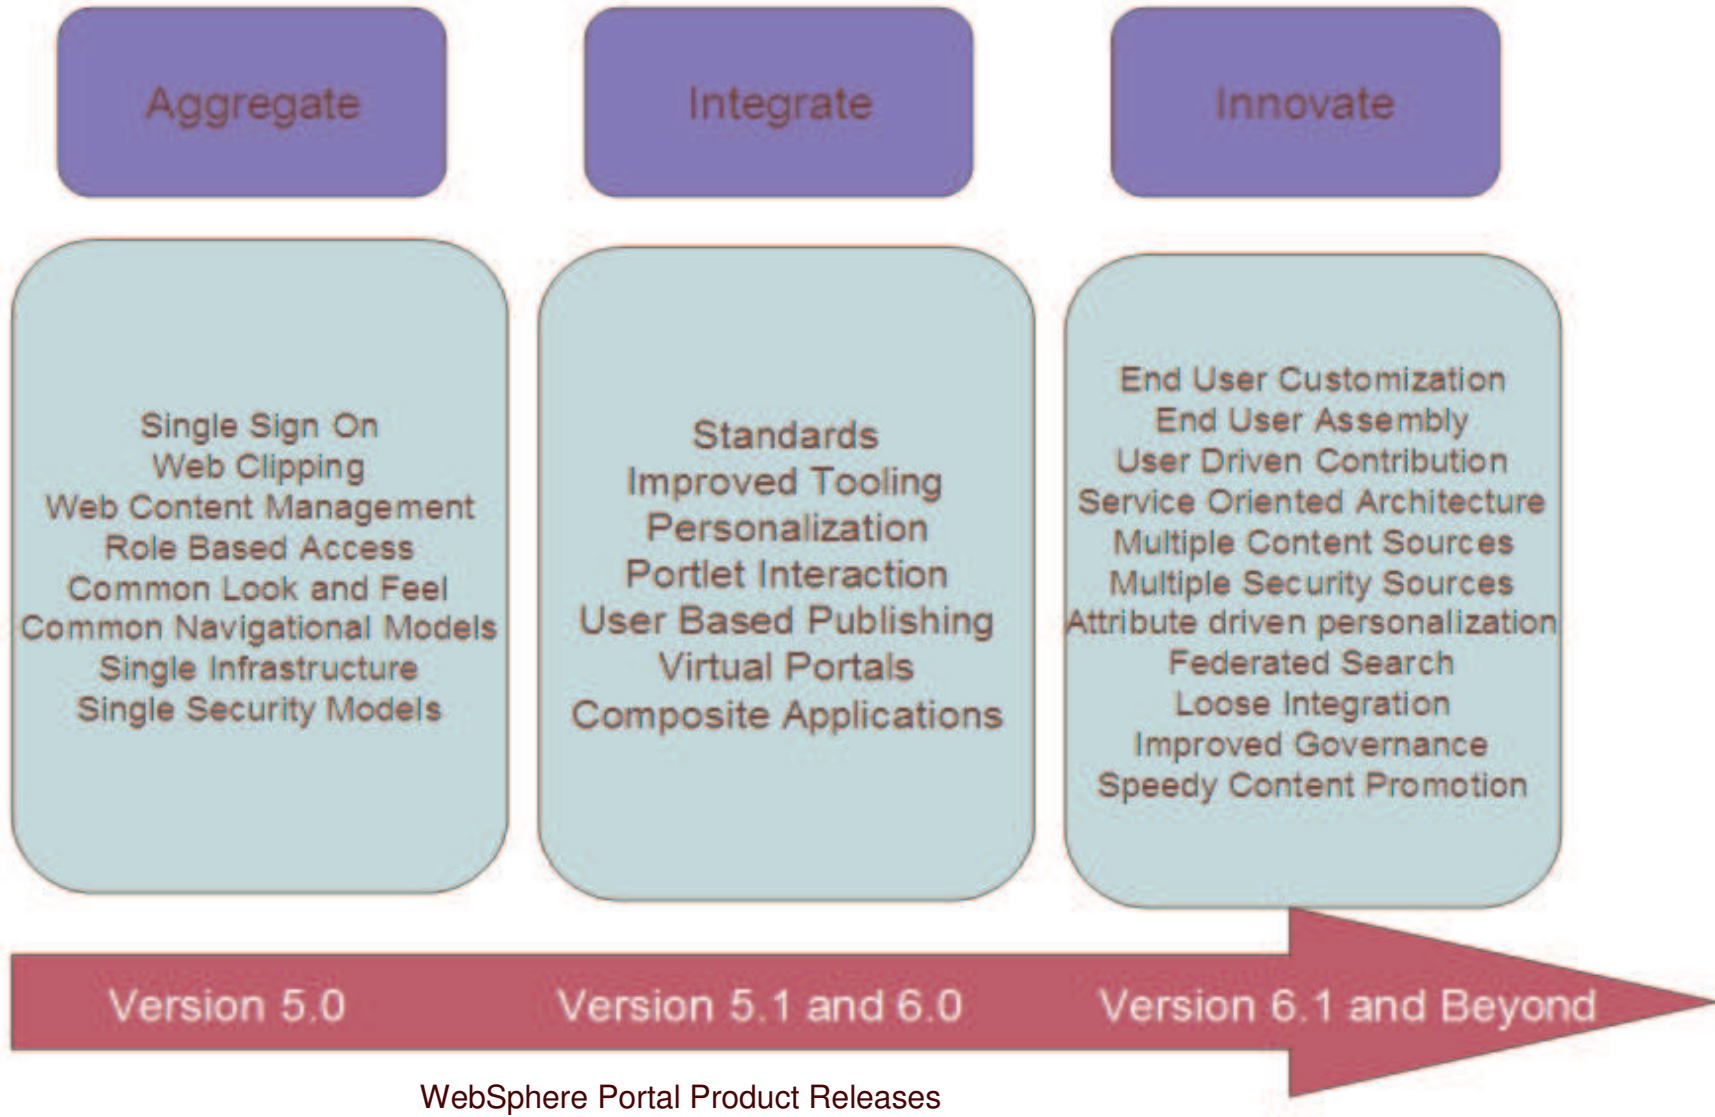 Aggregate
Integrate
Innovate
Single Sign On
Web Clipping
Web Content Management
Role Based Access
Common Look and Feel
Common Navigational Models
Single Infrastructure
Single Security Models
Standards
Improved Tooling
Personalization
Portlet Interaction
User Based Publishing
Virtual Portals
Composite Applications
End User Customization
End User Assembly
User Driven Contribution
Service Oriented Architecture
Multiple Content Sources
Multiple Security Sources
Attribute driven personalization
Federated Search
Loose Integration
Improved Governance
Speedy Content Promotion
Version 5.0
Version 5.1 and 6.0
Version 6.1 and Beyond
WebSphere Portal Product Releases